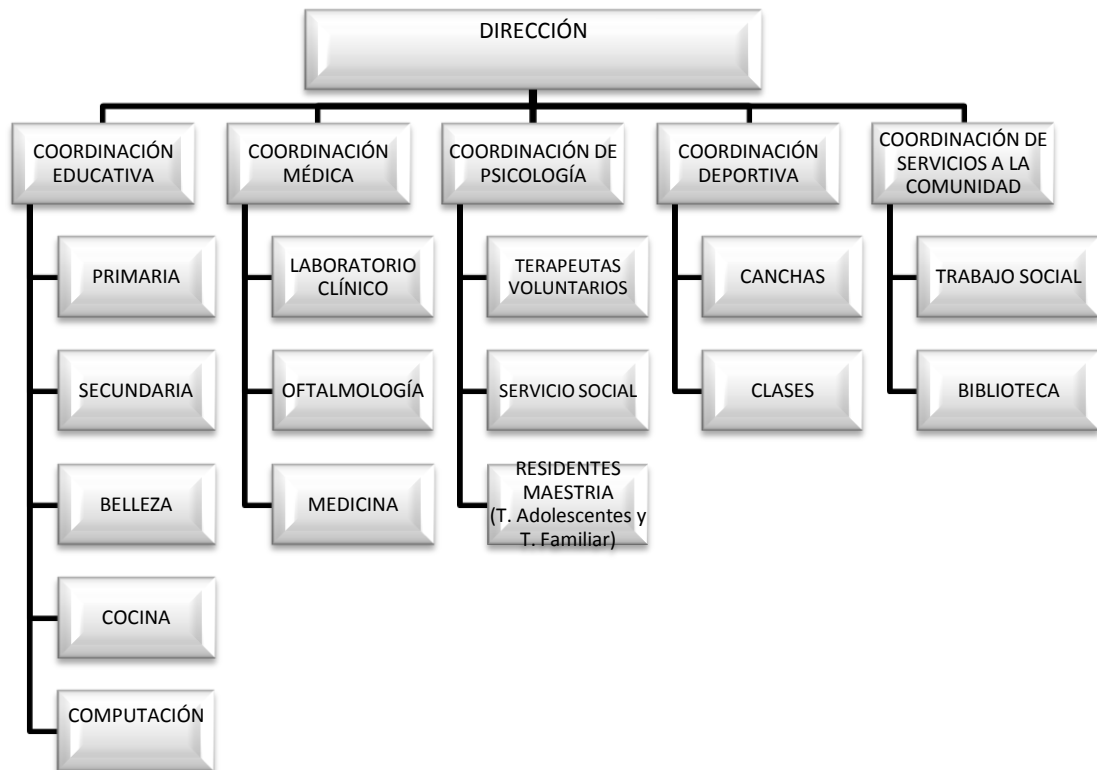 DIRECCIÓN
COORDINACIÓN
EDUCATIVA
PRIMARIA
SECUNDARIA
BELLEZA
COCINA
COMPUTACIÓN
COORDINACIÓN
MÉDICA
LABORATORIO
CLÍNICO
OFTALMOLOGÍA
MEDICINA
COORDINACIÓN DE
PSICOLOGÍA
TERAPEUTAS
VOLUNTARIOS
SERVICIO SOCIAL
RESIDENTES
MAESTRIA
(T. Adolescentes y
T. Familiar)
COORDINACIÓN
DEPORTIVA
CANCHAS
CLASES
COORDINACIÓN DE
SERVICIOS A LA
COMUNIDAD
TRABAJO SOCIAL
BIBLIOTECA